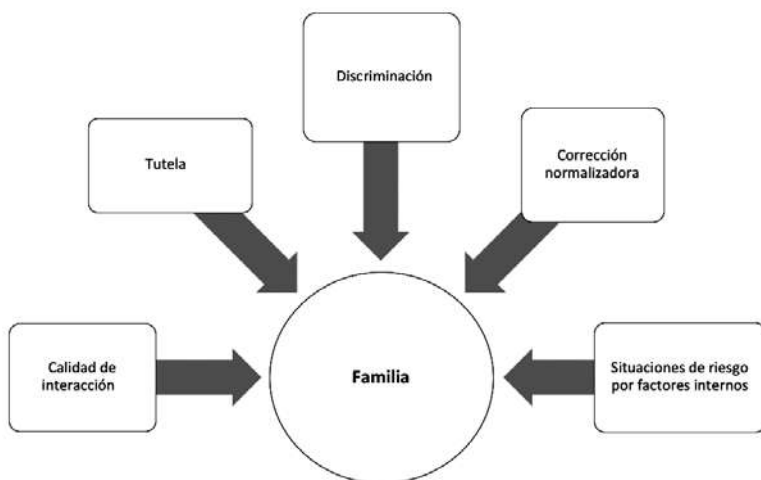 Discriminación
Tutela
Corrección
normalizadora
Calidad de
interacción
Familia
Situaciones de riesgo
por factores internos